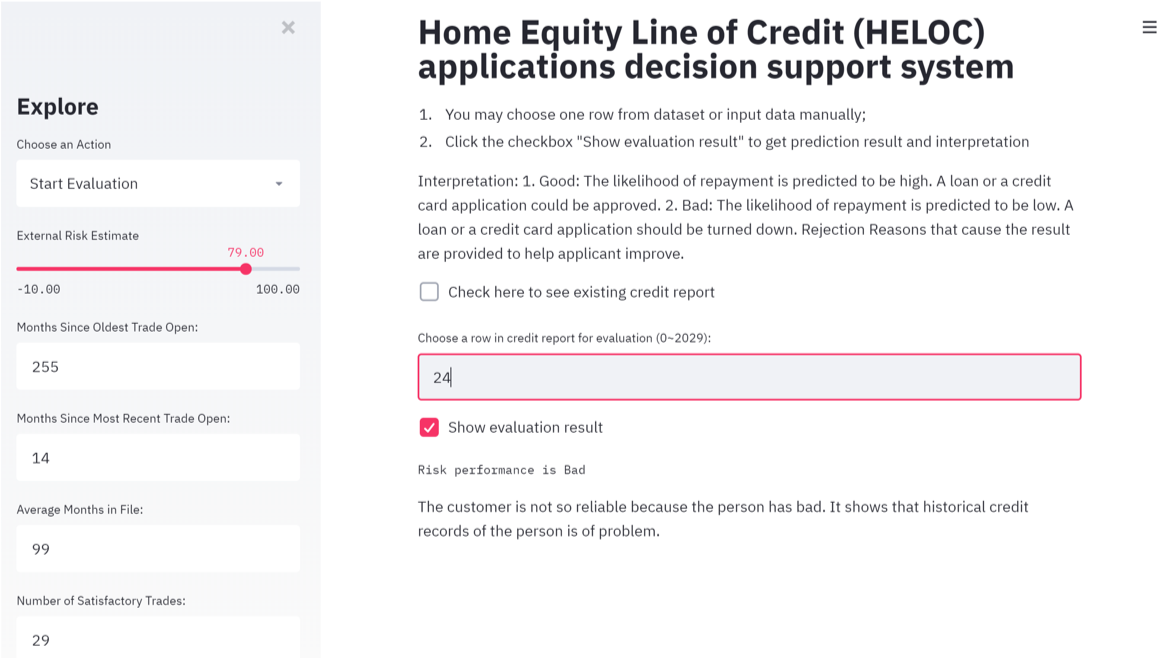 Explore
Choose an Action
Start Evaluation
External Risk Estimate
79.00
-10.00 100.00
Months Since Oldest Trade Open:
255
Months Since Most Recent Trade Open:
14
Average Months in File:
99
Number of Satisfactory Trades:
29
Home Equity Line of Credit (HELOC)
applications decision support system
1. You may choose one row from dataset or input data manually;
2. Click the checkbox "Show evaluation result" to get prediction result and interpretation
Interpretation: 1. Good: The likelihood of repayment is predicted to be high. A loan or a credit
card application could be approved. 2. Bad: The likelihood of repayment is predicted to be low. A
loan or a credit card application should be turned down. Rejection Reasons that cause the result
are provided to help applicant improve.
Check here to see existing credit report
Choose a row in credit report for evaluation (0~2029):
24
Show evaluation result
Risk performance is Bad
The customer is not so reliable because the person has bad. It shows that historical credit
records of the person is of problem.